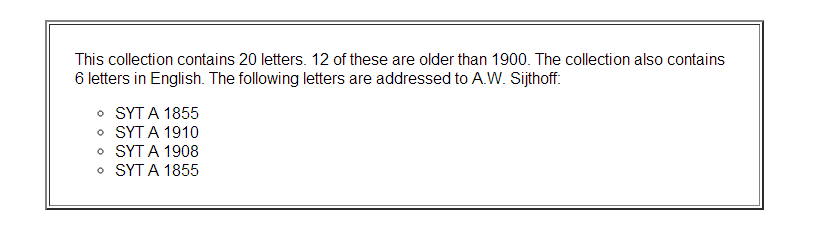 This collection contains 20 letters. 12 of these are older than 1900. The collection also contains
6 letters in English. The following letters are addressed to A.W. Sijthoff:
SYT A 1855
SYT A 1910
SYT A 1908
SYT A 1855